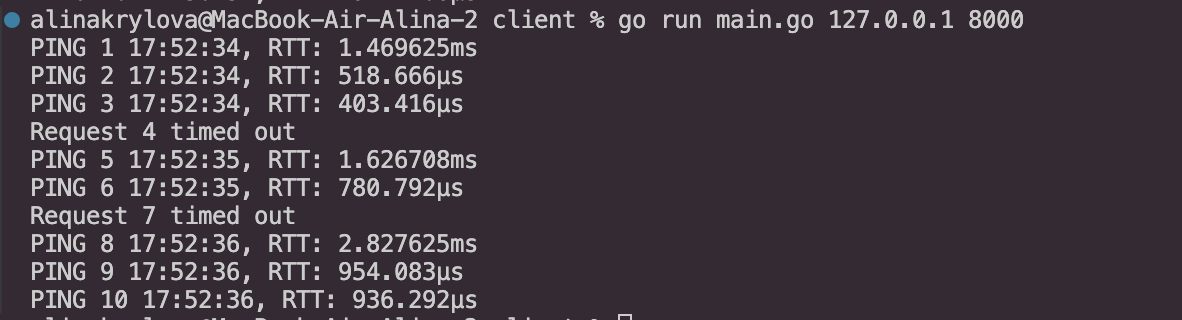 alinakrylova@MacBook-Air-Alina-2 client % go run main.go 127.0.0.1 8000
PING 1 17:52:34, RTT: 1.469625ms
PING 2 17:52:34, RTT: 518.666µs
PING 3 17:52:34, RTT: 403.416µs
Request 4 timed out
PING 5 17:52:35, RTT: 1.626708ms
PING 6 17:52:35, RTT: 780.792µs
Request 7 timed out
PING 8 17:52:36, RTT: 2.827625ms
PING 9 17:52:36, RTT: 954.083µs
PING 10 17:52:36, RTT: 936.292µs